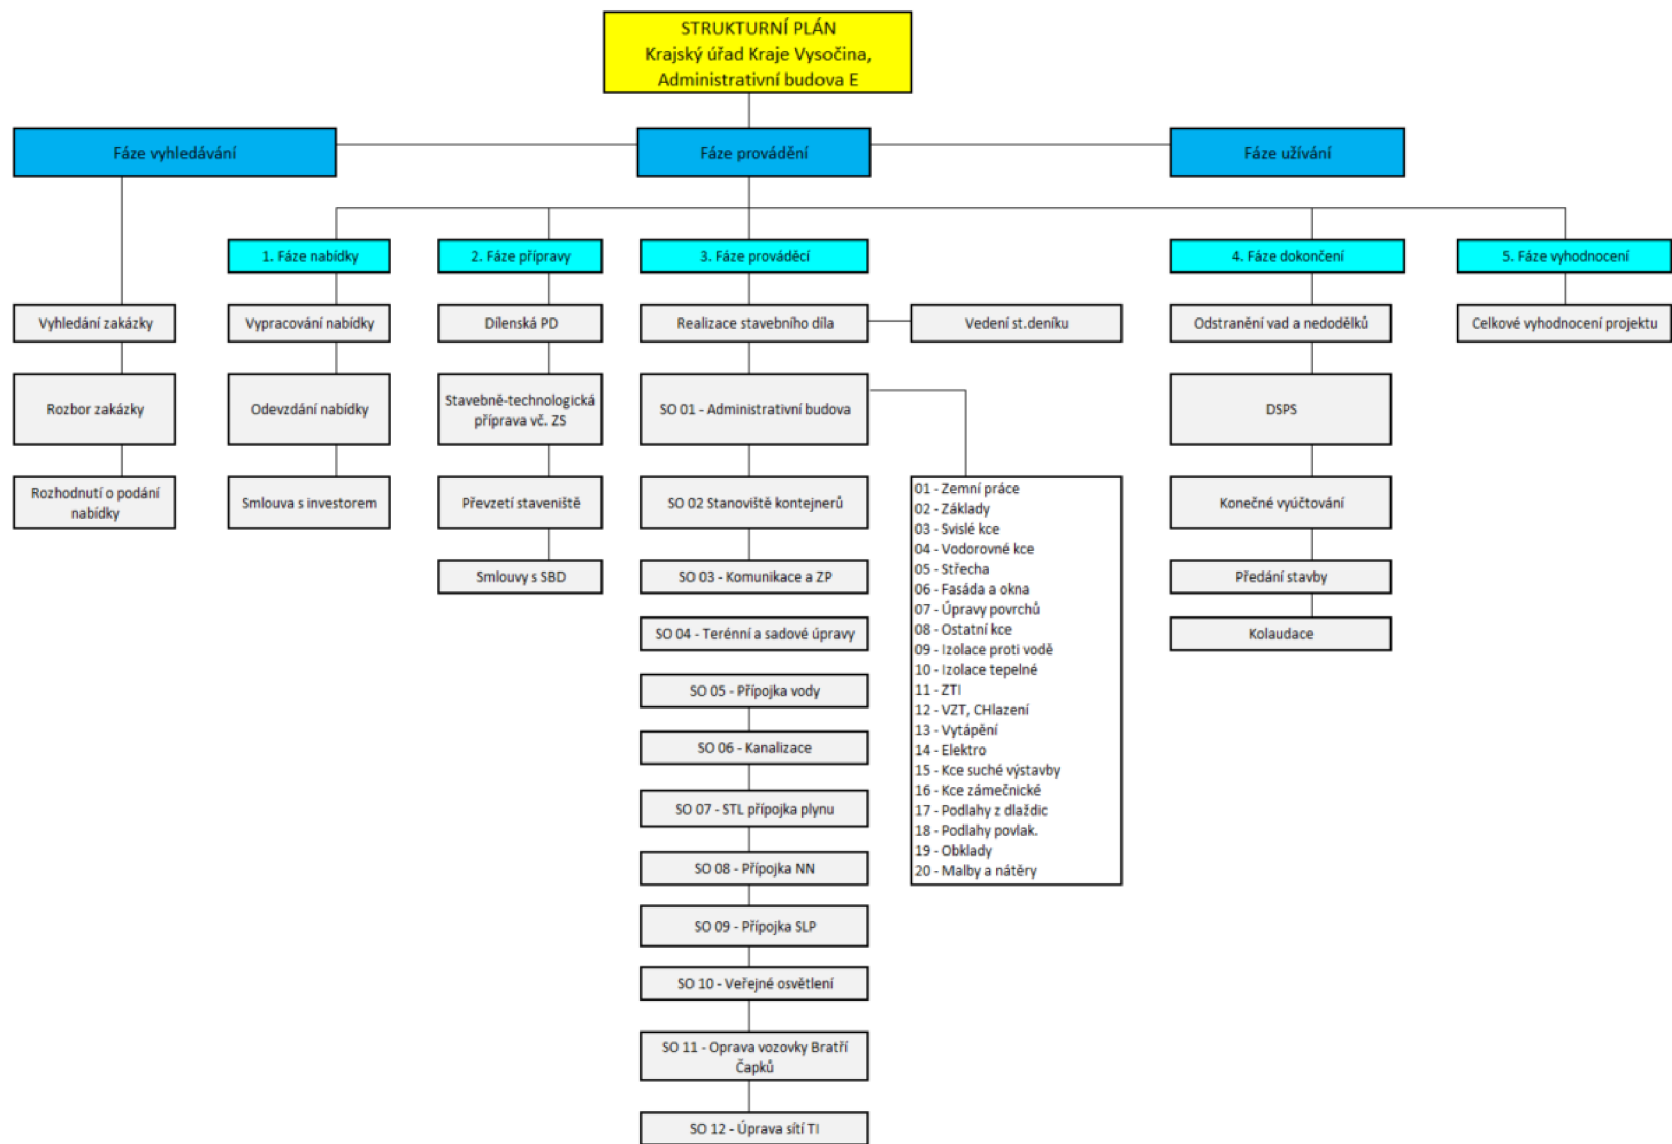 STRUKTURNÍ PLÁN
Krajský úřad Kraje Vysočina,
Administrativní budova E
Fáze vyhledávání
Fáze provádění
Fáze užívání
1. Fáze nabídky
2. Fáze přípavy
3. Fáze prováděcí
4. Fáze dokončení
5. Fáze vyhodnocení
Vyhledání zakázky
Vypracování nabídky
Dílenská PD
Realizace stavebního díla
Vedení st.deníku
Odstranění vad a nedodělků
Celkové vyhodnocení projektu
Rozbor zakázky
Odevzdání nabídky
Stavebně-technologická
příprava vč. ZS
SO 01 - Administrativní budova
DSPS
Rozhodnutí o podání
nabídky
Smlouva s investorem
Převzetí staveniště
SO 02 Stanoviště kontejnerů
Konečné vyúčtování
Smlouvy s SBD
SO 03 - Komunikace a ZP
Předání stavby
SO 04 - Terénní a sadové úpravy
Kolaudace
SO 05 - Přípojka vody
SO 06 - Kanalizace
SO 07 - STL přípojka plynu
SO 08 - Přípojka NN
SO 09 - Přípojka SLP
SO 10 - Veřejné osvětlení
SO 11 - Oprava vozovky Bratří
Čapků
SO 12 - Úprava sítí TI
01 - Zemní práce
02 - Základy
03 - Svislé kce
04 - Vodorovné kce
05 - Střecha
06 - Fasáda a okna
07 - Úpravy povrchů
08 - Ostatní kce
09 - Izolace proti vodě
10 - Izolace tepelné
11 - ZTI
12 - VZT, CHlazení
13 - Vytápění
14 - Elektro
15 - Kce suché výstavby
16 - Kce zámečnické
17 - Podlahy z dlaždic
18 - Podlahy povlak.
19 - Obklady
20 - Malby a nátěry